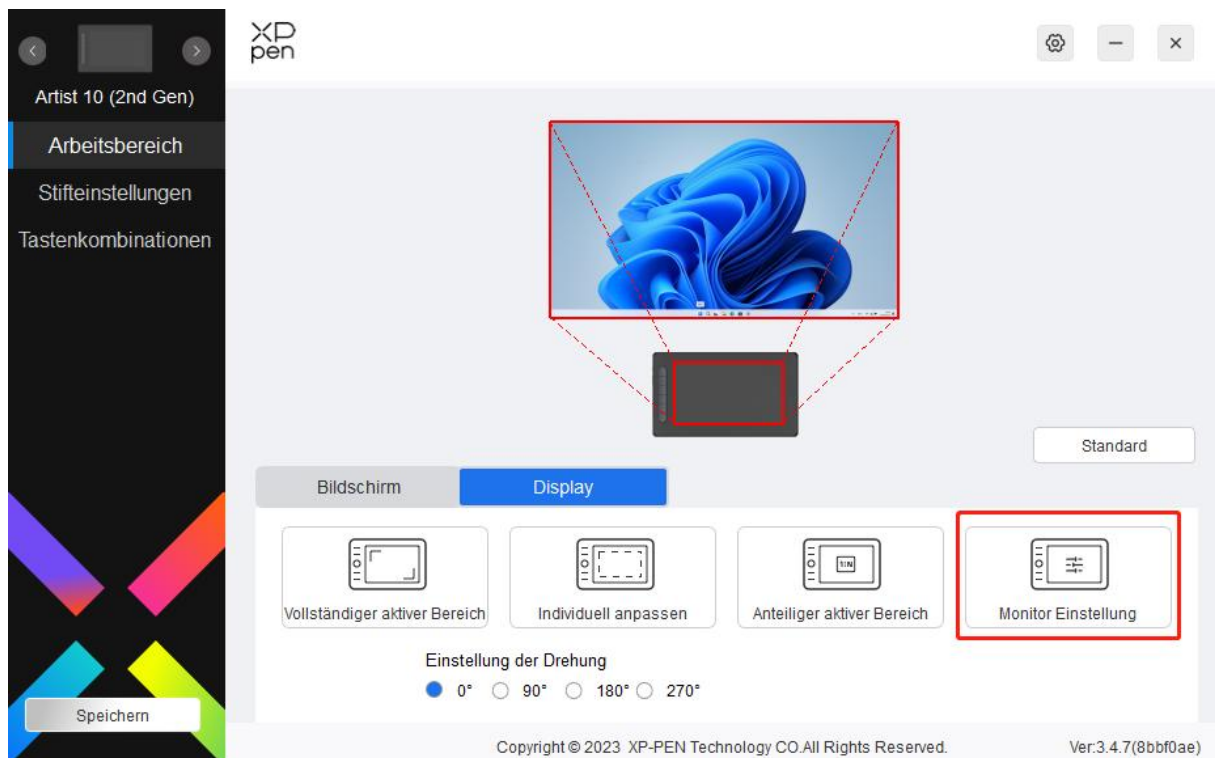 XP
pen
Artist 10 (2nd Gen)
Arbeitsbereich
Stifteinstellungen
Tastenkombinationen
Speichern
Standard
Bildschirm
Display
1:N
Vollständiger aktiver Bereich
Individuell anpassen
Anteiliger aktiver Bereich
Monitor Einstellung
Einstellung der Drehung
0° 90° 180° 270°
Copyright © 2023 XP-PEN Technology CO.All Rights Reserved.
Ver:3.4.7(8bbf0ae)